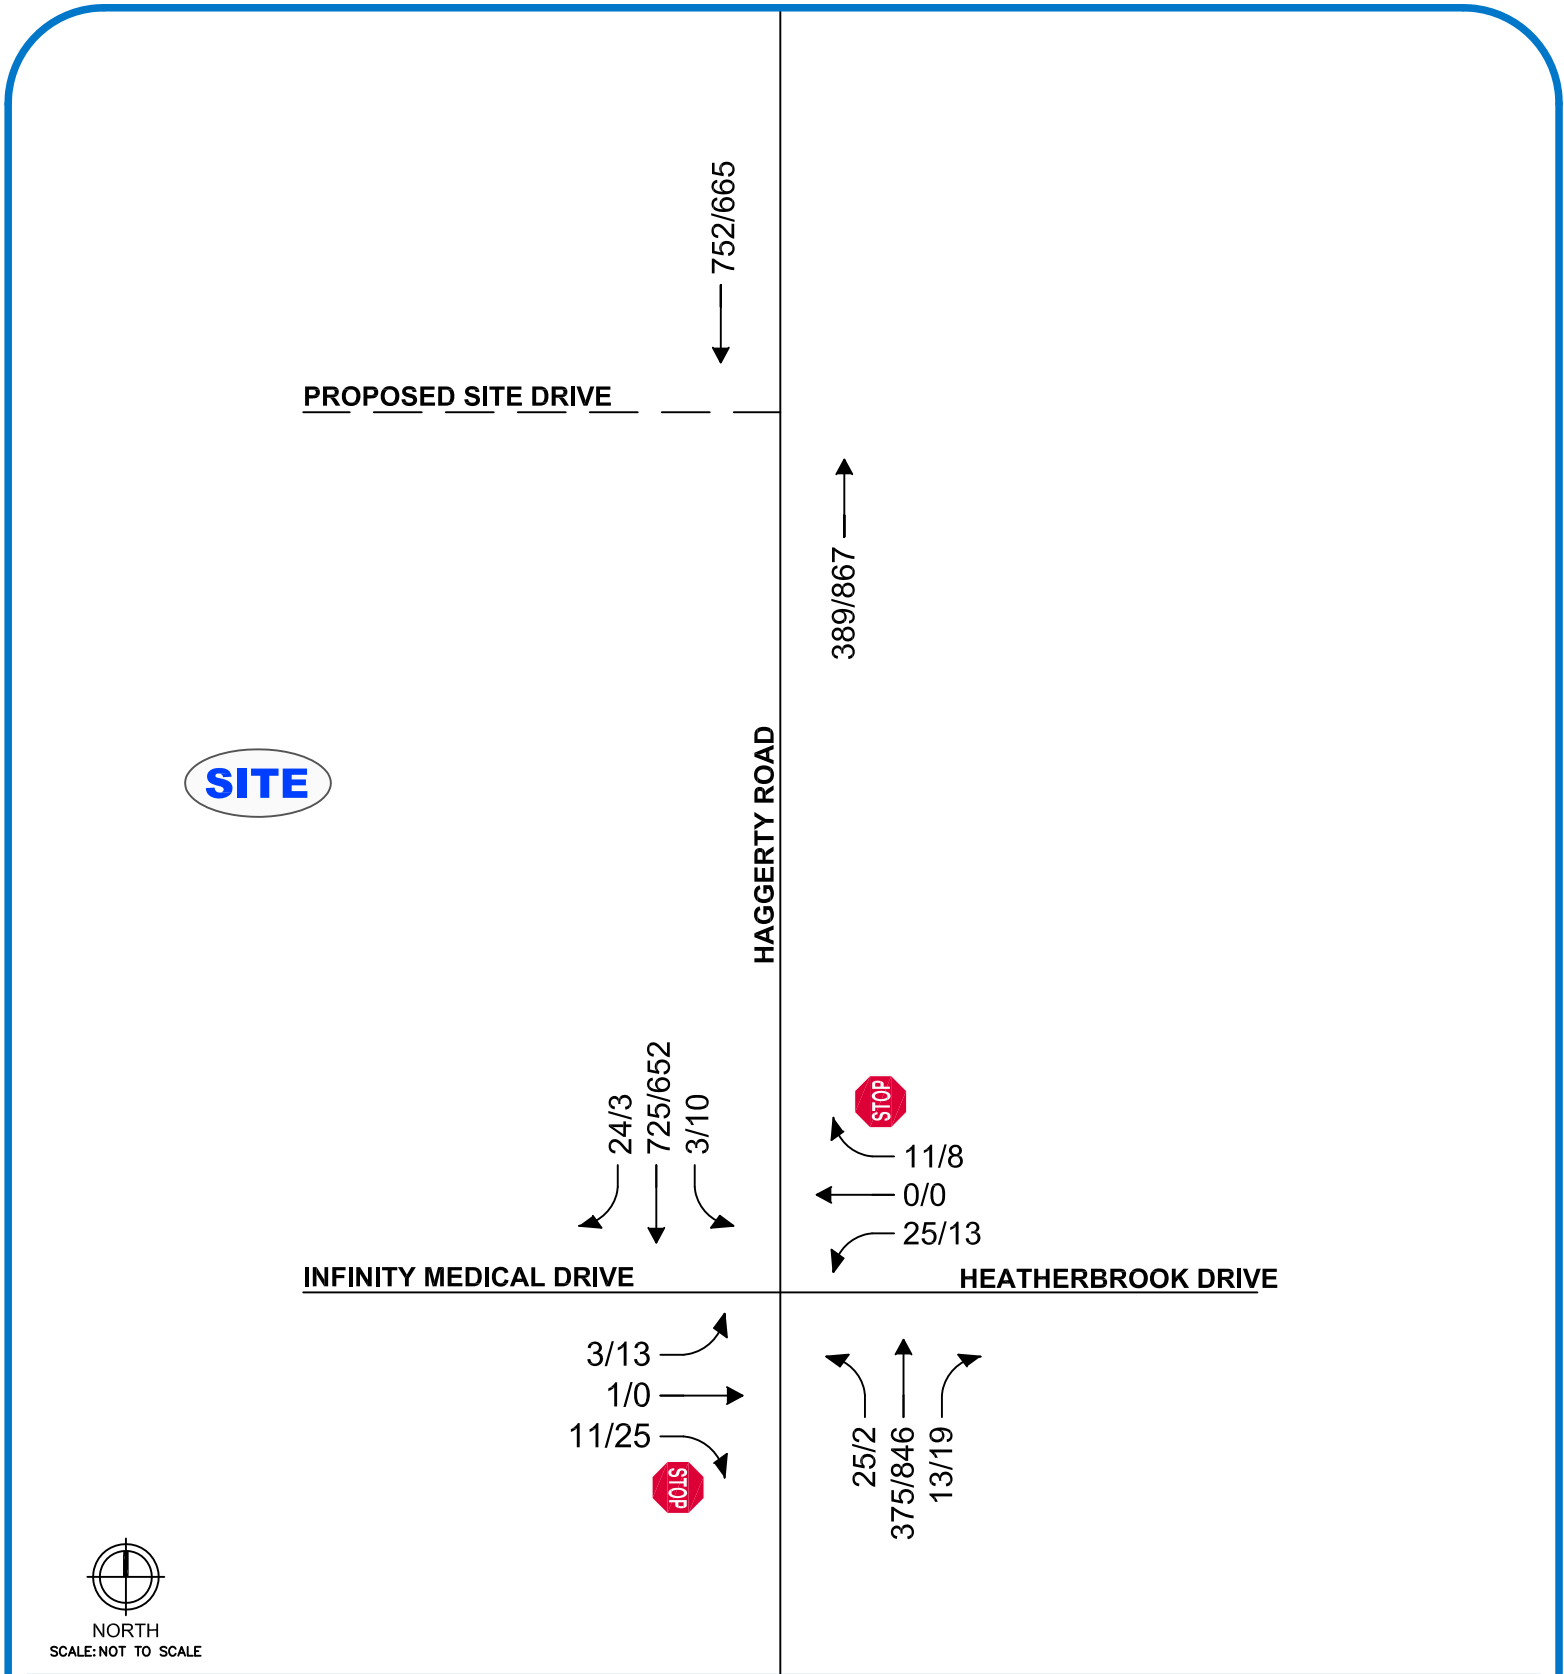 752/665
PROPOSED SITE DRIVE
389/867
SITE
HAGGERTY ROAD
24/3
725/652
3/10
STOP
11/8
0/0
25/13
INFINITY MEDICAL DRIVE
HEATHERBROOK DRIVE
3/13
1/0
11/25
STOP
25/2
375/846
13/19
NORTH
SCALE: NOT TO SCALE